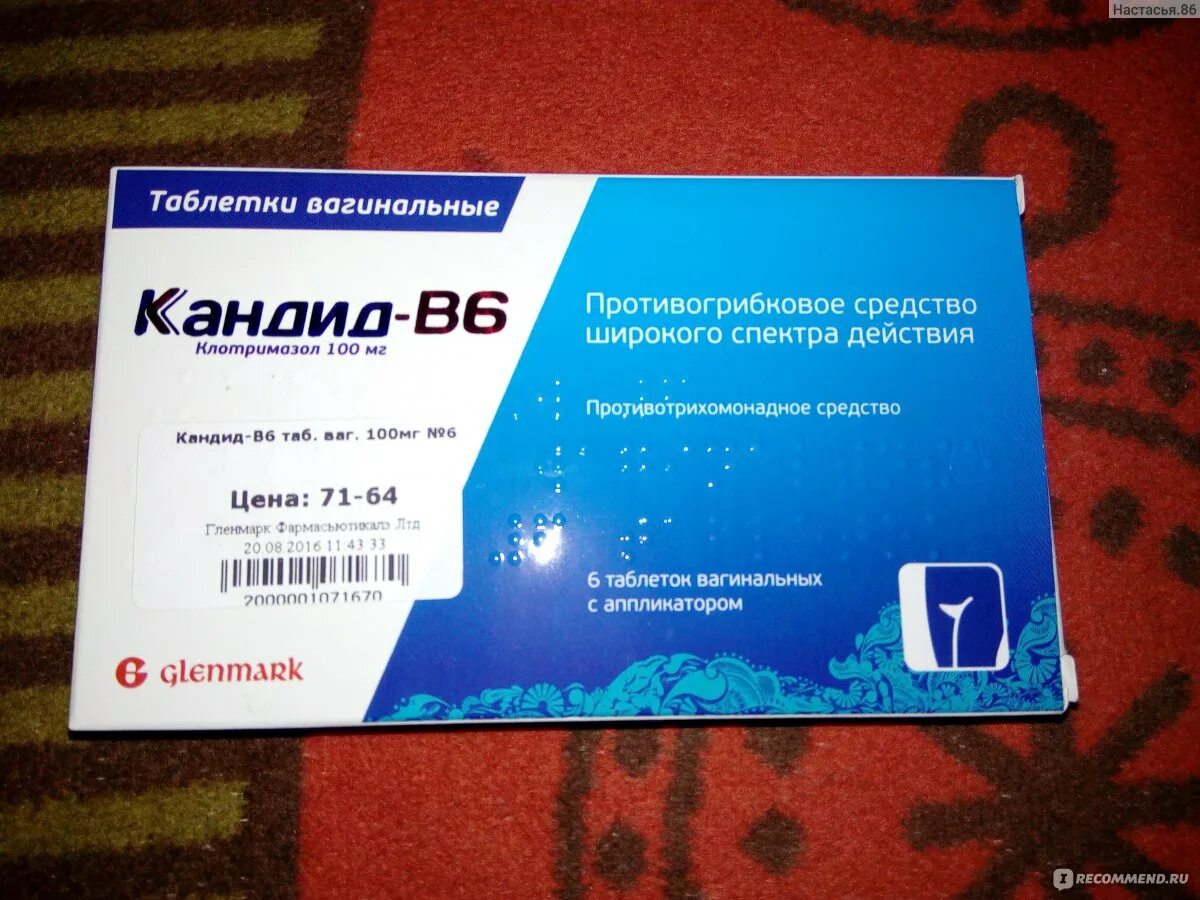 Настасья.86
Таблетки вагинальные
Кандид-В6
Клотримазол 100 мг
Противогрибковое средство
широкого спектра действия
Противотрихомонадное средство
Кандид-В6 таб. ваг. 100мг №6
Цена: 71-64
Гленмарк Фармасьютикалз Лтд
20.08.2016 11 43 33
2000001071670
6 таблеток вагинальных
с аппликатором
G glenmark
IRECOMMEND.RU